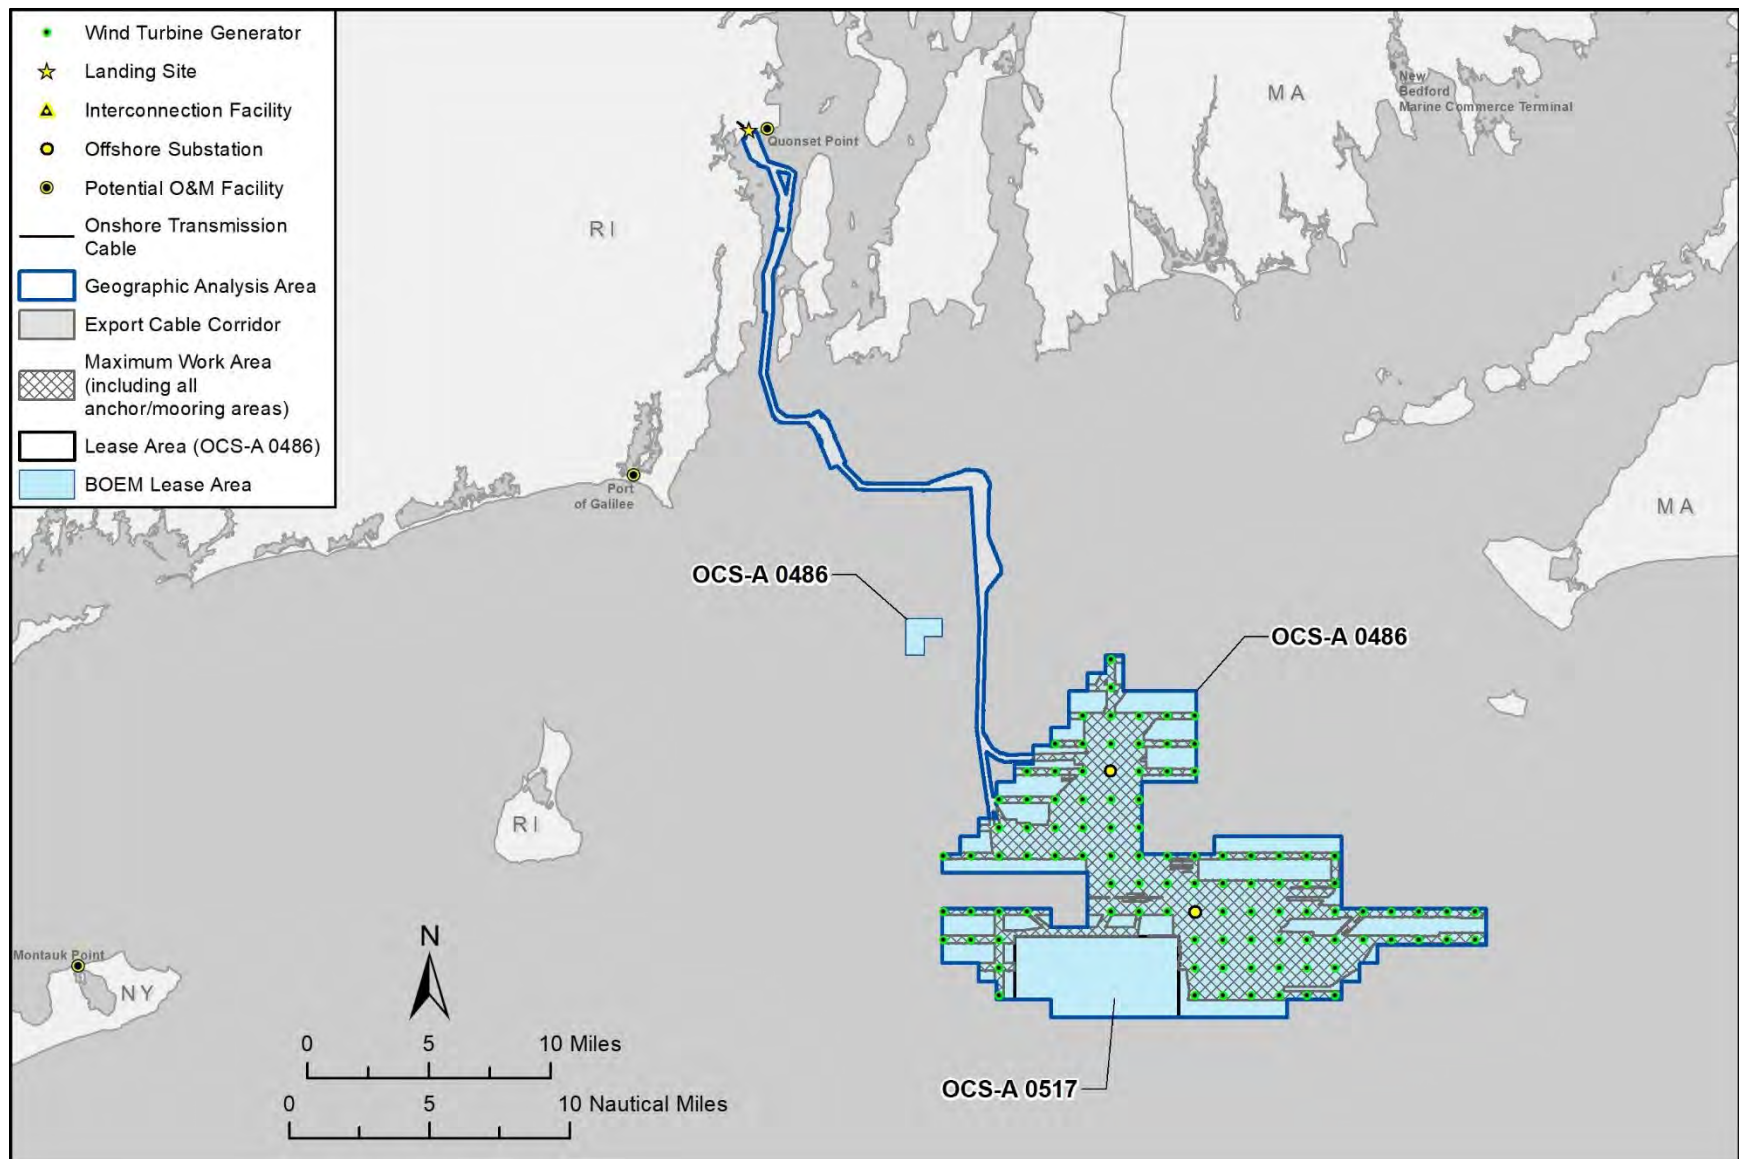 Wind Turbine Generator
Landing Site
Interconnection Facility
Offshore Substation
Potential O&M Facility
Onshore Transmission
Cable
Geographic Analysis Area
Export Cable Corridor
Maximum Work Area
(including all
anchor/mooring areas)
Lease Area (OCS-A 0486)
BOEM Lease Area
New
Bedford
Marine Commerce Terminal
MA
Quonset Point
RI
Port
of Galilee
MA
OCS-A 0486
OCS-A 0486
RI
Montauk Point
NY
N
0 5 10 Miles
0 5 10 Nautical Miles
OCS-A 0517